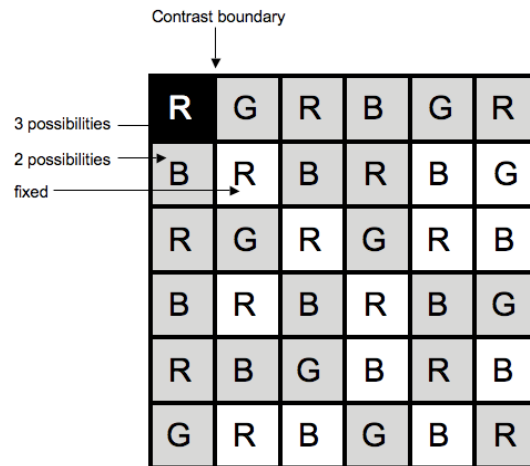 Contrast boundary
R G R B G R
3 possibilities
2 possibilities
B R B R B G
fixed
R G R G R B
B R B R B G
R B G B R B
G R B G B R